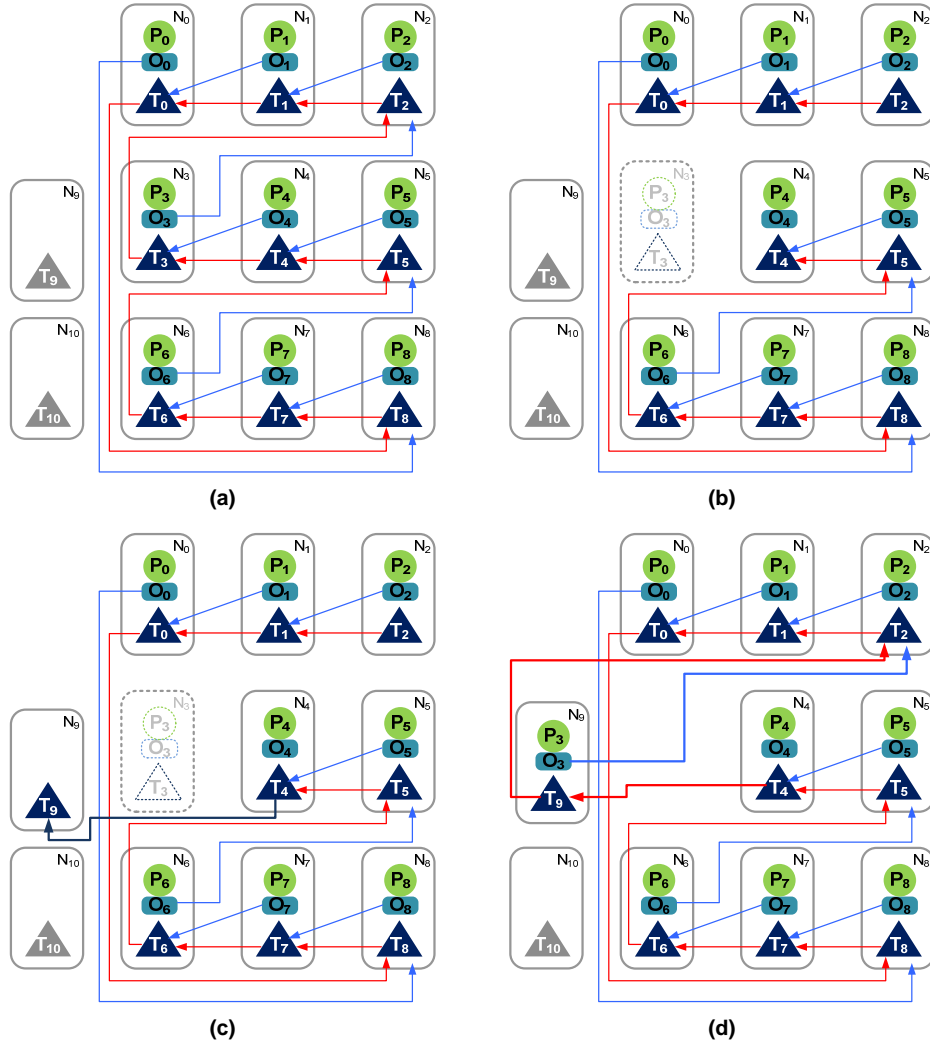 N0 N1 N2
P0 P1 P2
O0 O1 O2
T0 T1 T2
N9 N3 N4 N5
P3 P4 P5
O3 O4 O5
T9 T3 T4 T5
N10 N6 N7 N8
P6 P7 P8
O6 O7 O8
T10 T6 T7 T8
(a)
N0 N1 N2
P0 P1 P2
O0 O1 O2
T0 T1 T2
N9 N3 N4 N5
P3 P4 P5
O3 O4 O5
T9 T3 T4 T5
N10 N6 N7 N8
P6 P7 P8
O6 O7 O8
T10 T6 T7 T8
(b)
N0 N1 N2
P0 P1 P2
O0 O1 O2
T0 T1 T2
N9 N3 N4 N5
P3 P4 P5
O3 O4 O5
T9 T3 T4 T5
N10 N6 N7 N8
P6 P7 P8
O6 O7 O8
T10 T6 T7 T8
(c)
N0 N1 N2
P0 P1 P2
O0 O1 O2
T0 T1 T2
N9 N4 N5
P3 P4 P5
O3 O4 O5
T9 T4 T5
N10 N6 N7 N8
P6 P7 P8
O6 O7 O8
T10 T6 T7 T8
(d)